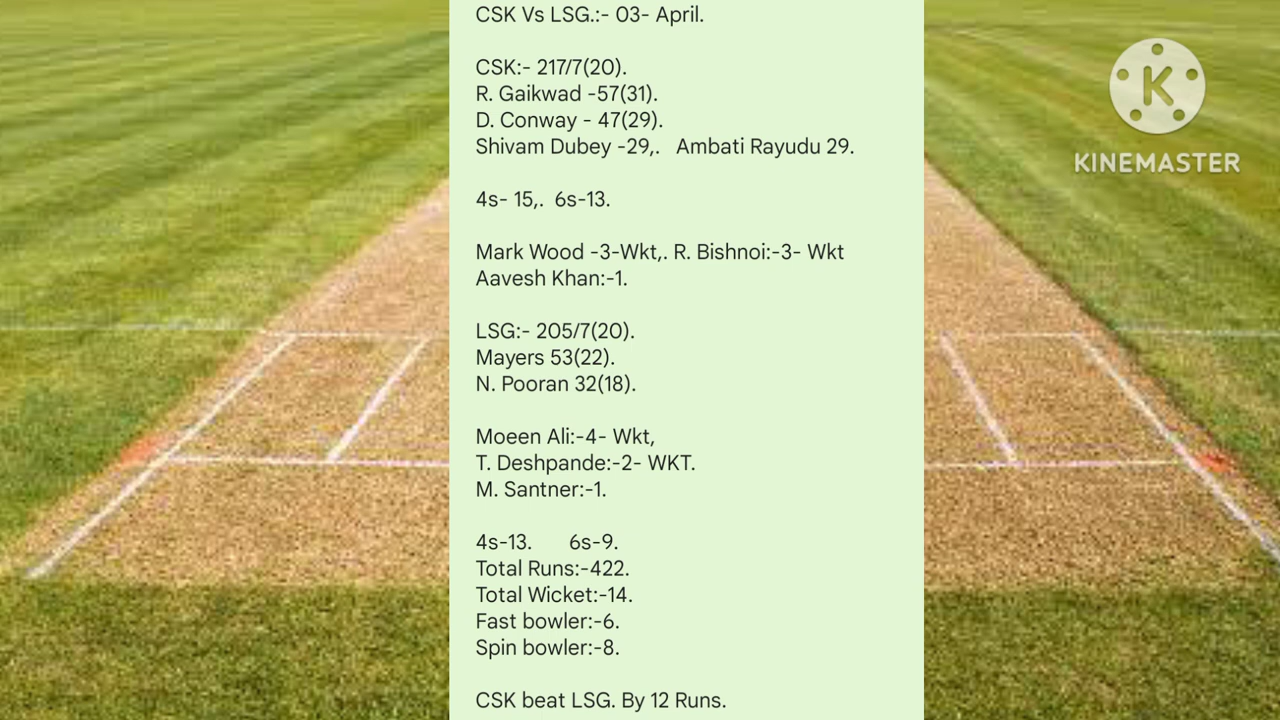 CSK Vs LSG.:- 03- April.
CSK:- 217/7(20).
R. Gaikwad -57(31).
D. Conway - 47(29).
Shivam Dubey -29,.   Ambati Rayudu 29.
4s- 15,.  6s-13.
Mark Wood -3-Wkt,. R. Bishnoi:-3- Wkt
Aavesh Khan:-1.
LSG:- 205/7(20).
Mayers 53(22).
N. Pooran 32(18).
Moeen Ali:-4- Wkt,
T. Deshpande:-2- WKT.
M. Santner:-1.
4s-13.      6s-9.
Total Runs:-422.
Total Wicket:-14.
Fast bowler:-6.
Spin bowler:-8.
CSK beat LSG. By 12 Runs.
K
KINEMASTER